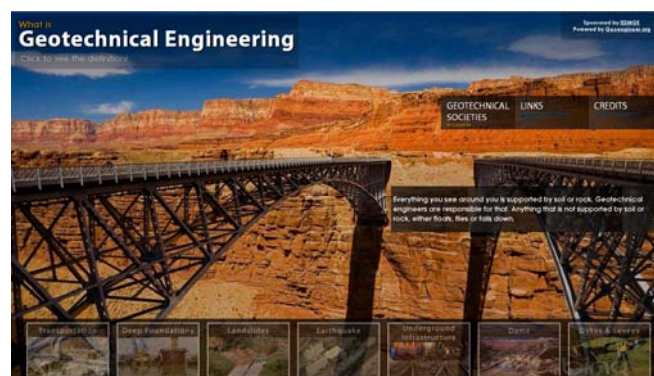 What is
Geotechnical Engineering
Click to see the definition!
Sponsored by ISSMGE
Powered by Geoengineer.org
GEOTECHNICAL SOCIETIES
LINKS
CREDITS
Everything you see around you is supported by soil or rock. Geotechnical
engineers are responsible for that. Anything that is not supported by soil or
rock, either floats, flies or falls down.
Transportation
Deep Foundations
Landslides
Earthquake
Underground
Infrastructure
Dams
Dykes & Levees